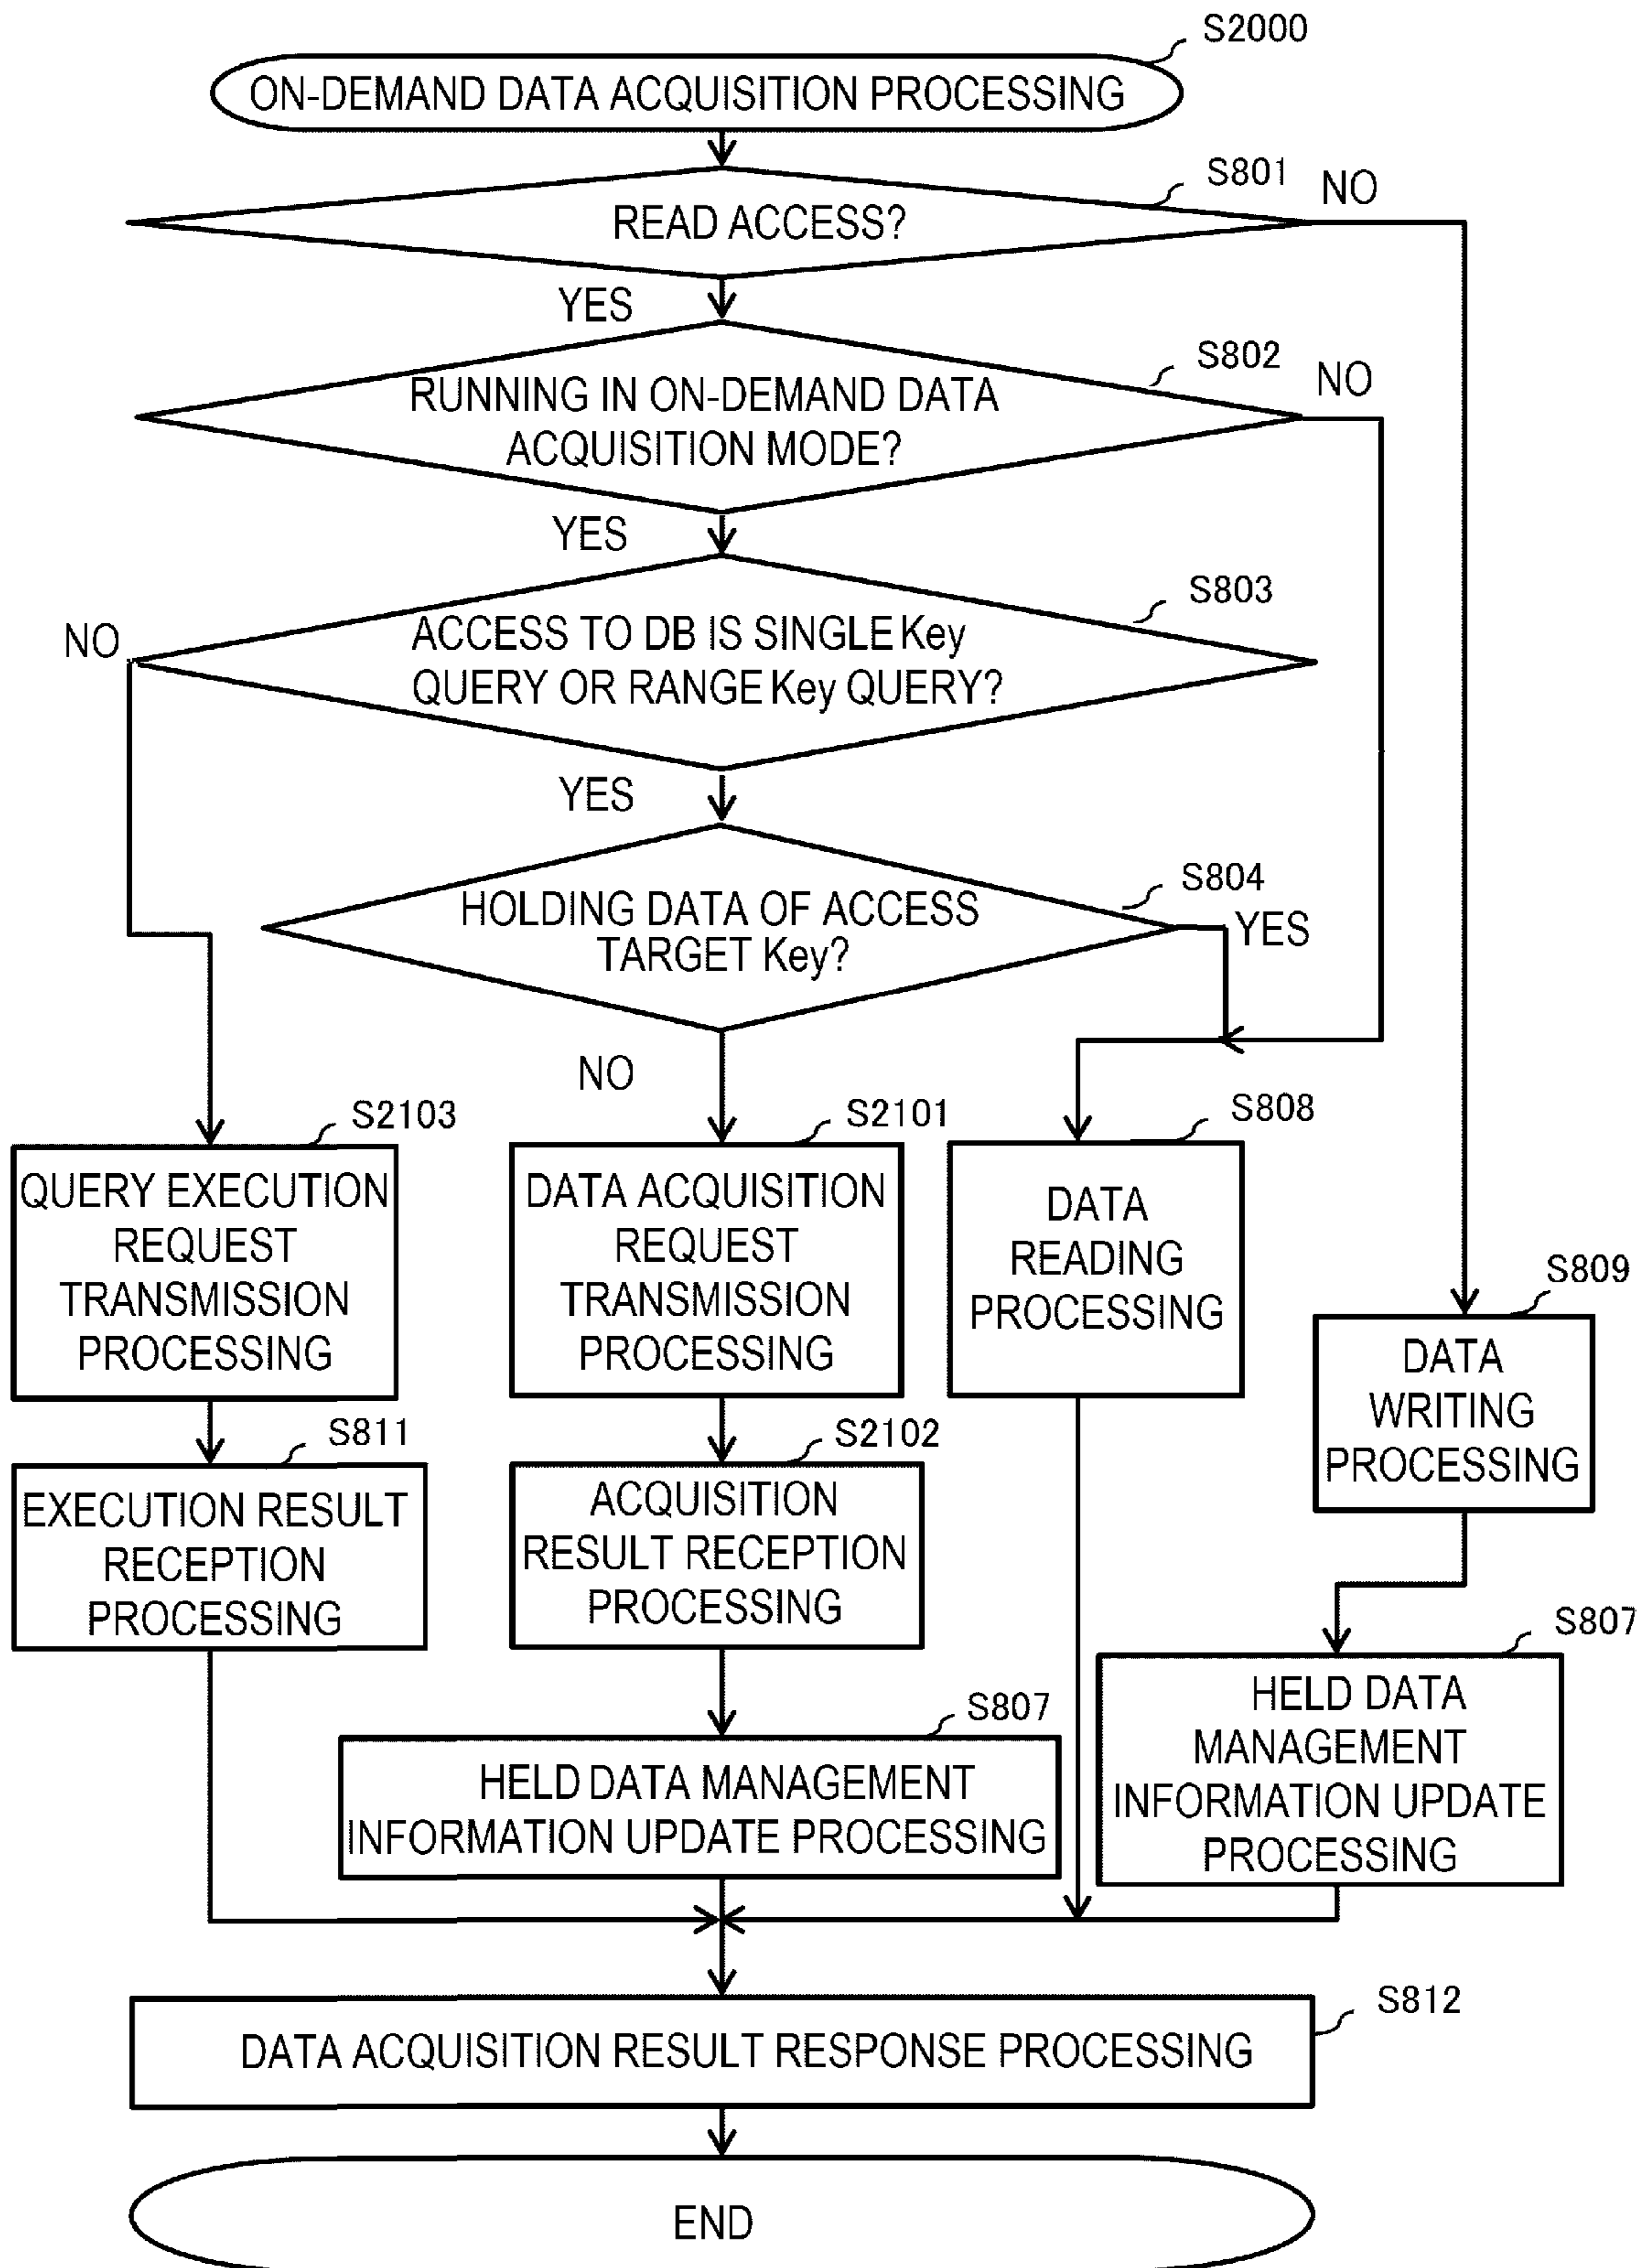 S2000
ON-DEMAND DATA ACQUISITION PROCESSING
S801
NO
READ ACCESS?
YES
S802
NO
RUNNING IN ON-DEMAND DATA
ACQUISITION MODE?
YES
S803
NO
ACCESS TO DB IS SINGLE Key
QUERY OR RANGE Key QUERY?
YES
S804
HOLDING DATA OF ACCESS
TARGET Key?
YES
NO
S2103
QUERY EXECUTION
REQUEST
TRANSMISSION
PROCESSING
S2101
DATA ACQUISITION
REQUEST
TRANSMISSION
PROCESSING
S808
DATA
READING
PROCESSING
S809
DATA
WRITING
PROCESSING
S811
EXECUTION RESULT
RECEPTION
PROCESSING
S2102
ACQUISITION
RESULT RECEPTION
PROCESSING
S807
HELD DATA MANAGEMENT
INFORMATION UPDATE PROCESSING
S807
HELD DATA
MANAGEMENT
INFORMATION UPDATE
PROCESSING
S812
DATA ACQUISITION RESULT RESPONSE PROCESSING
END